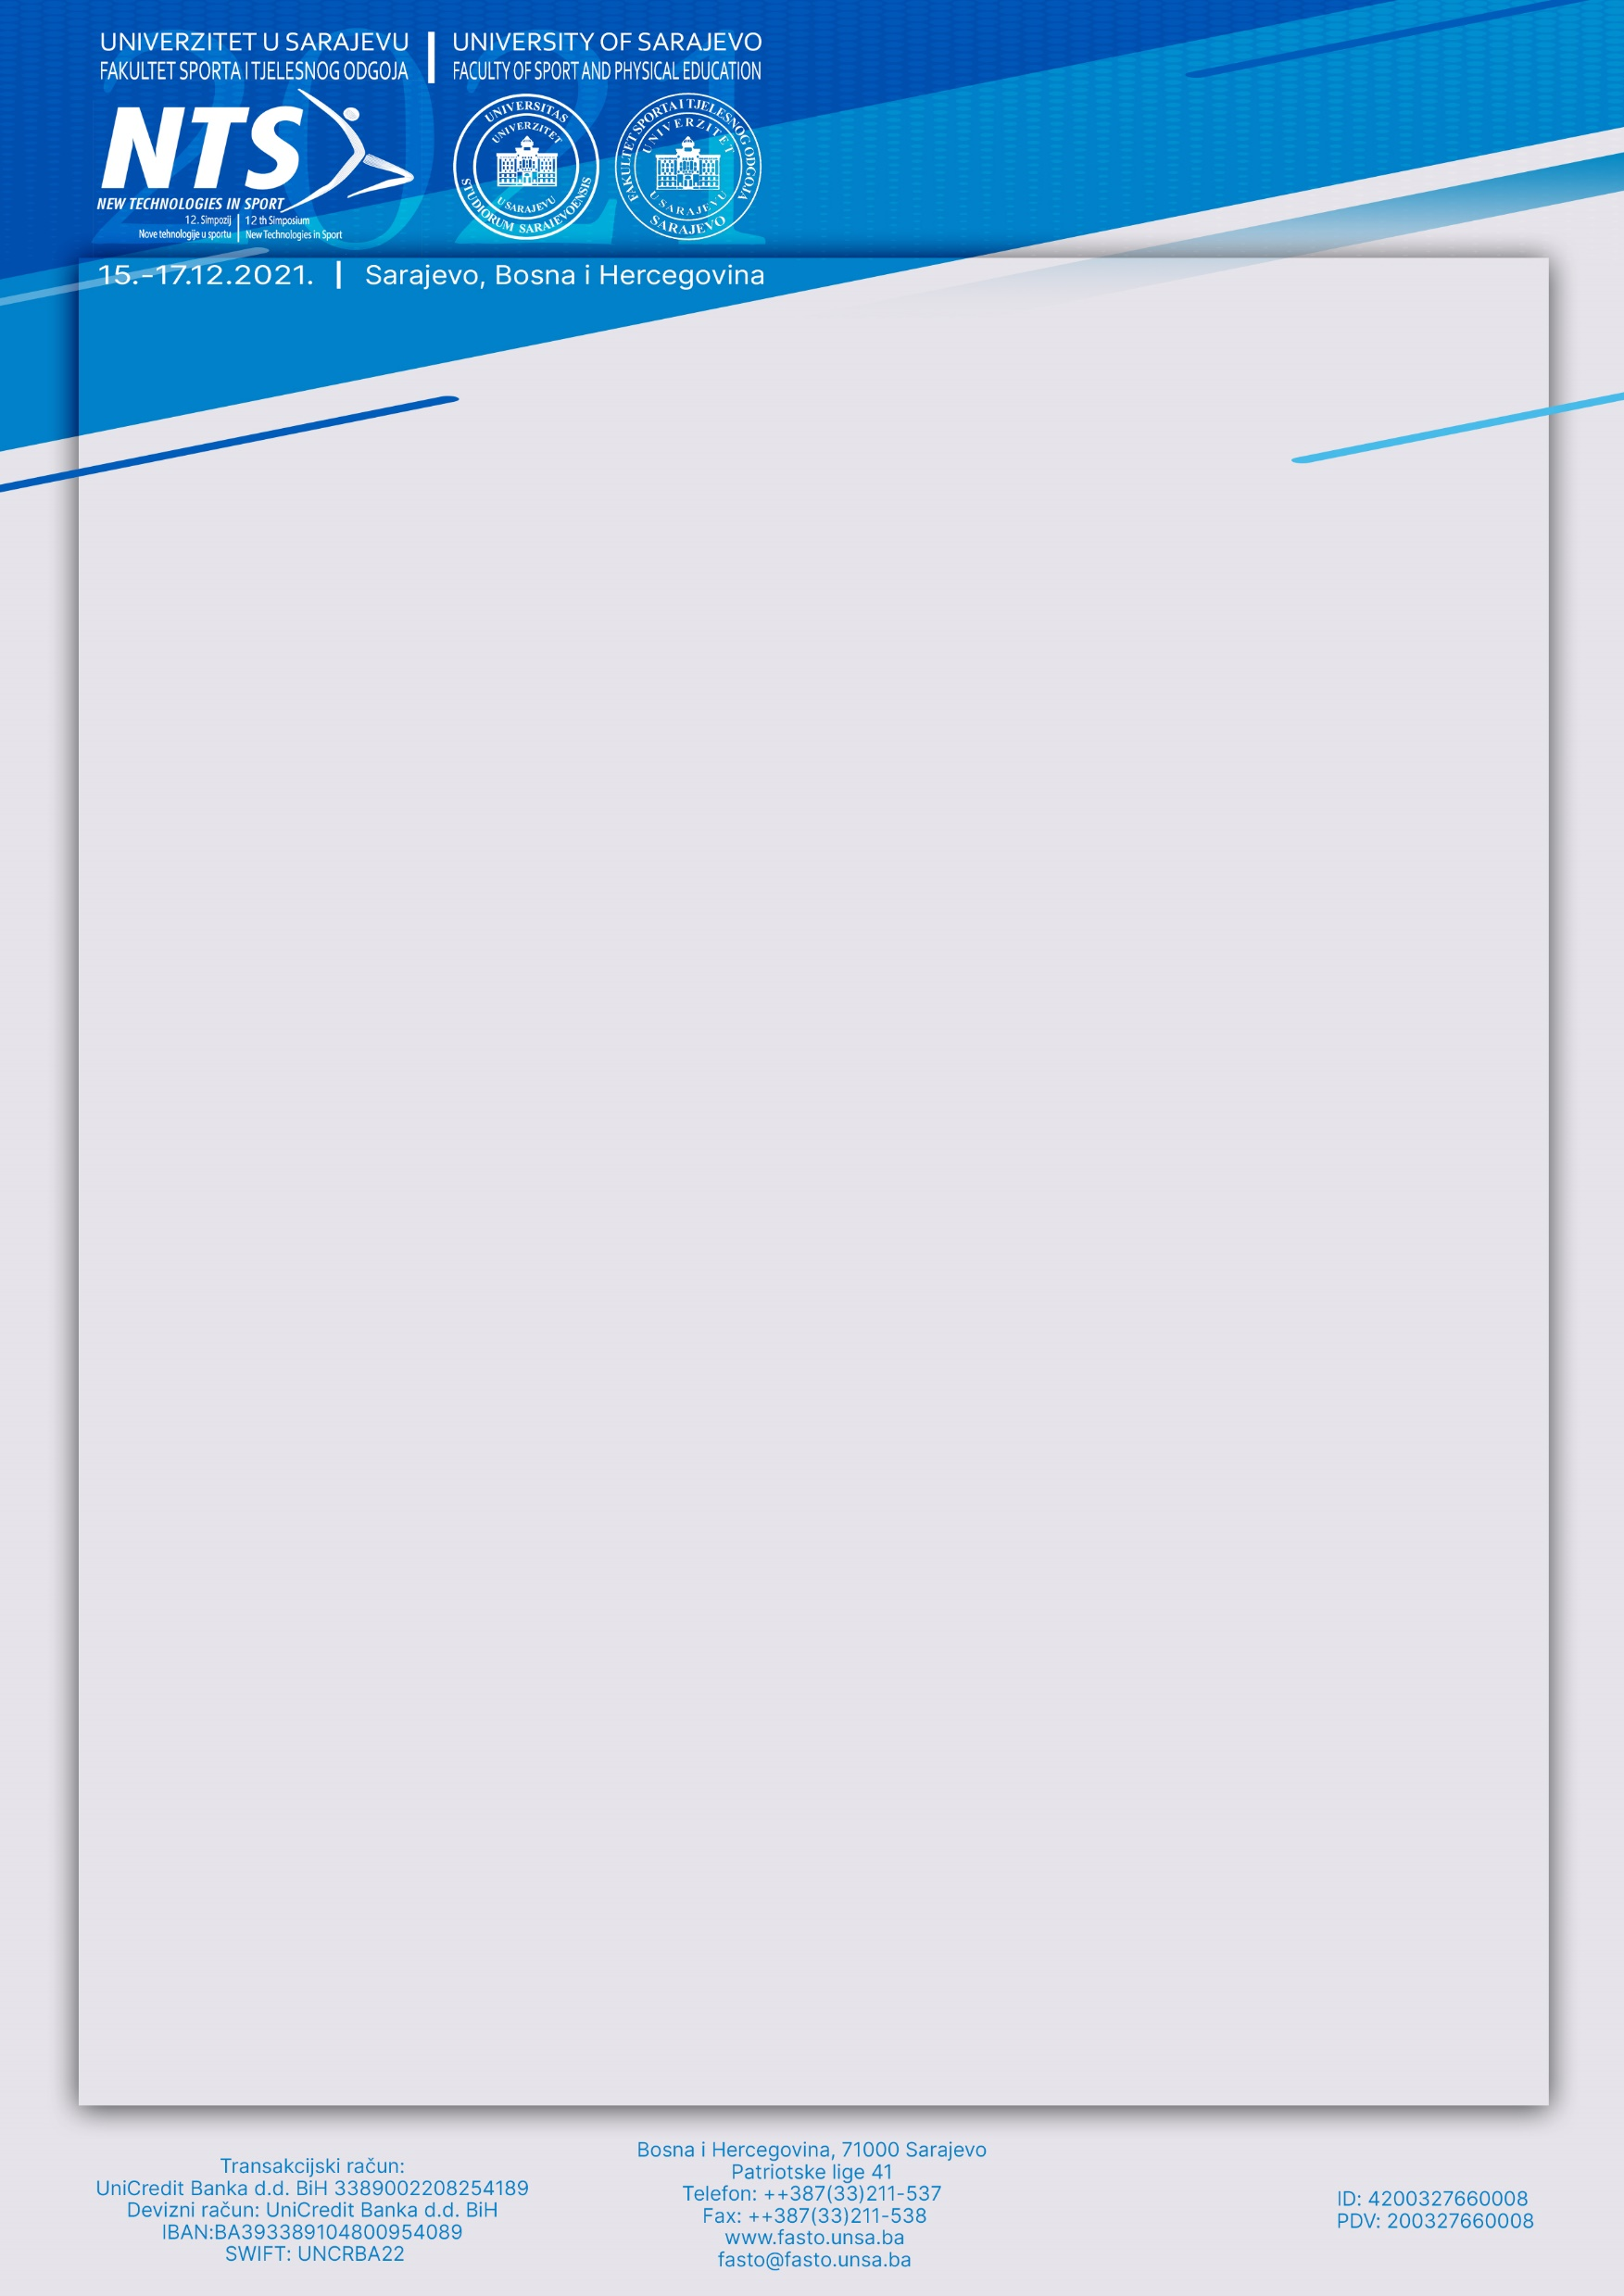 UNIVERZITET U SARAJEVU
FAKULTET SPORTA I TJELESNOG ODGOJA
UNIVERSITY OF SARAJEVO
FACULTY OF SPORT AND PHYSICAL EDUCATION
2021
NTS
NEW TECHNOLOGIES IN SPORT
12. Simpozij
Nove tehnologije u sportu
12 th Simposium
New Technologies in Sport
UNIVERSITAS
STUDIORUM SARAJEVOENSIS
UNIVERZITET
U SARAJEVU
FAKULTET SPORTA I TJELESNOG ODGOJA
SARAJEVO
UNIVERZITET
U SARAJEVU
15.-17.12.2021. | Sarajevo, Bosna i Hercegovina
Transakcijski račun:
UniCredit Banka d.d. BiH 3389002208254189
Devizni račun: UniCredit Banka d.d. BiH
IBAN:BA393389104800954089
SWIFT: UNCRBA22
Bosna i Hercegovina, 71000 Sarajevo
Patriotske lige 41
Telefon: ++387(33)211-537
Fax: ++387(33)211-538
www.fasto.unsa.ba
fasto@fasto.unsa.ba
ID: 4200327660008
PDV: 200327660008